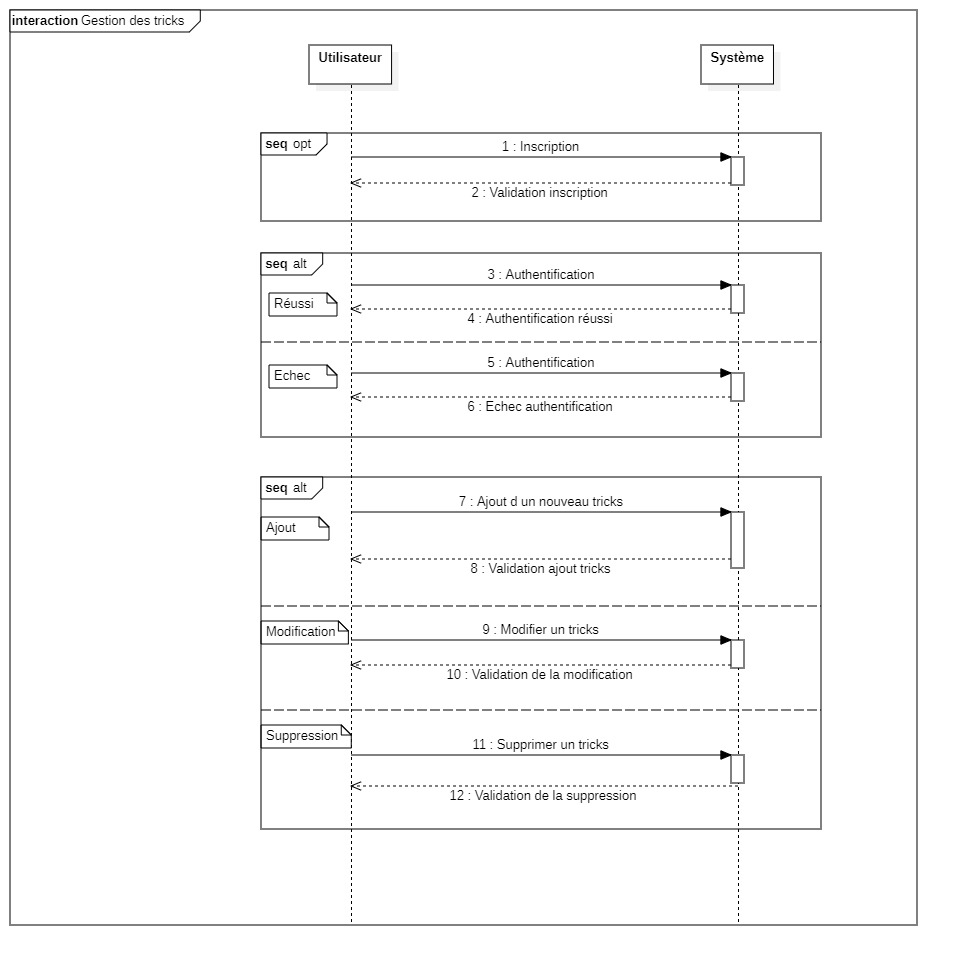 interaction Gestion des tricks
Utilisateur
Système
seq opt
1 : Inscription
2 : Validation inscription
seq alt
3 : Authentification
Réussi
4 : Authentification réussi
5 : Authentification
Echec
6 : Echec authentification
seq alt
7 : Ajout d un nouveau tricks
Ajout
8 : Validation ajout tricks
Modification
9 : Modifier un tricks
10 : Validation de la modification
Suppression
11 : Supprimer un tricks
12 : Validation de la suppression